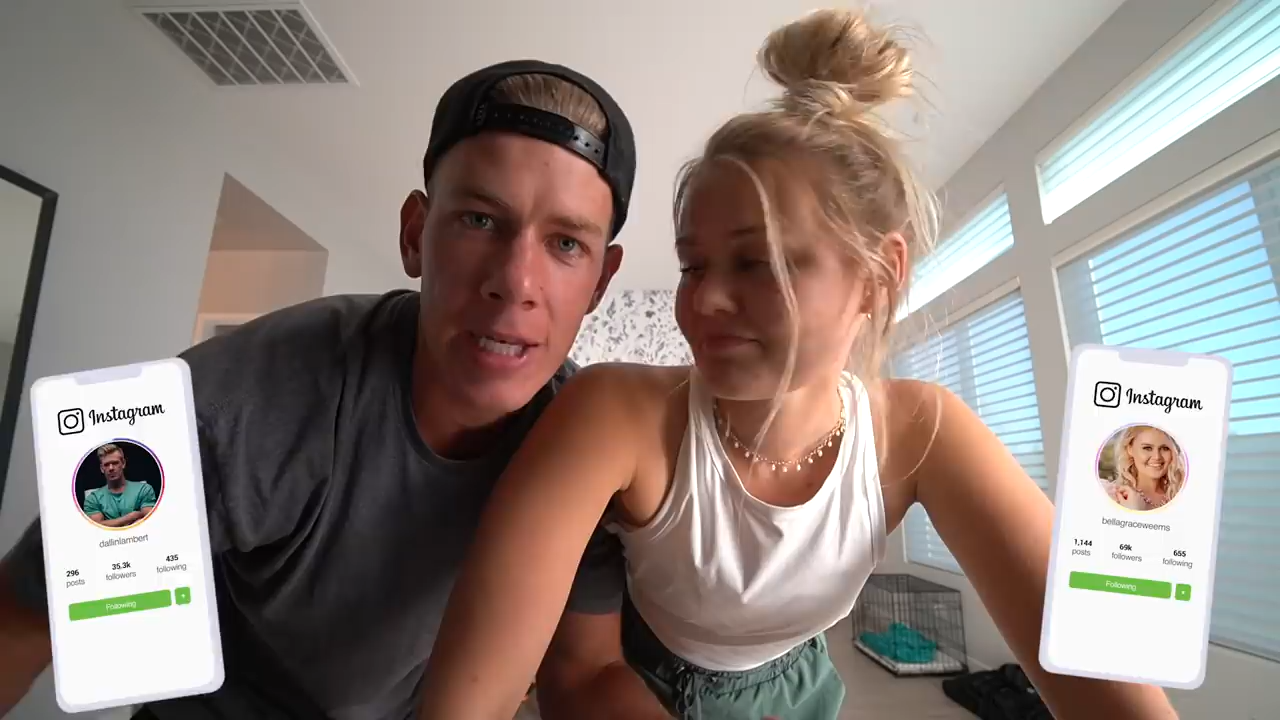 Instagram
dallinlambert
296 35.3k 435
posts followers following
Following
Instagram
bellagraceweems
1,144 69k 655
posts followers following
Following